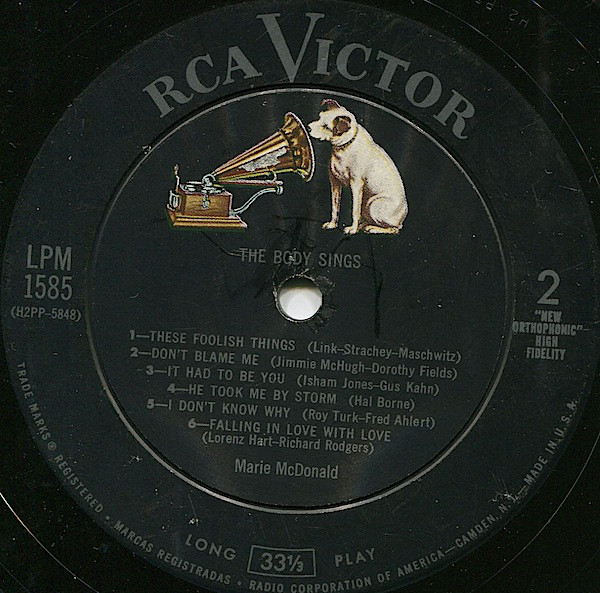 RCA VICTOR
THE BODY SINGS
LPM
1585
(H2PP-5848)
2
"NEW
ORTHOPHONIC"
HIGH
FIDELITY
1—THESE FOOLISH THINGS (Link-Strachey-Maschwitz)
2—DON'T BLAME ME (Jimmie McHugh-Dorothy Fields)
3—IT HAD TO BE YOU (Isham Jones-Gus Kahn)
4—HE TOOK ME BY STORM (Hal Borne)
5—I DON'T KNOW WHY (Roy Turk-Fred Ahlert)
6—FALLING IN LOVE WITH LOVE
(Lorenz Hart-Richard Rodgers)
Marie McDonald
LONG 33⅓ PLAY
TRADE MARKS ® REGISTERED • MARCAS REGISTRADAS • RADIO CORPORATION OF AMERICA—CAMDEN, N.J.—MADE IN U.S.A.